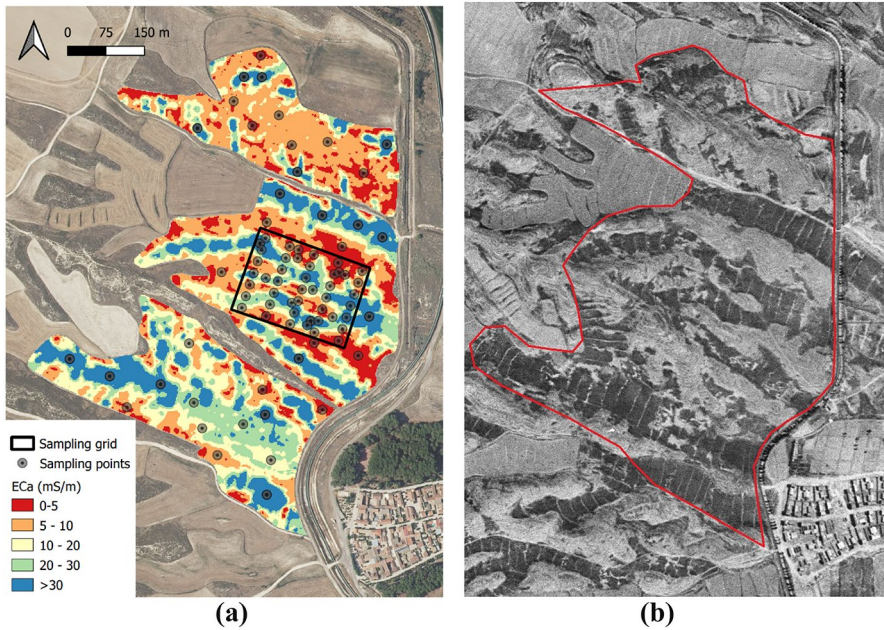 0 75 150 m
Sampling grid
Sampling points
ECa (mS/m)
0-5
5 - 10
10 - 20
20 - 30
>30
(a) (b)